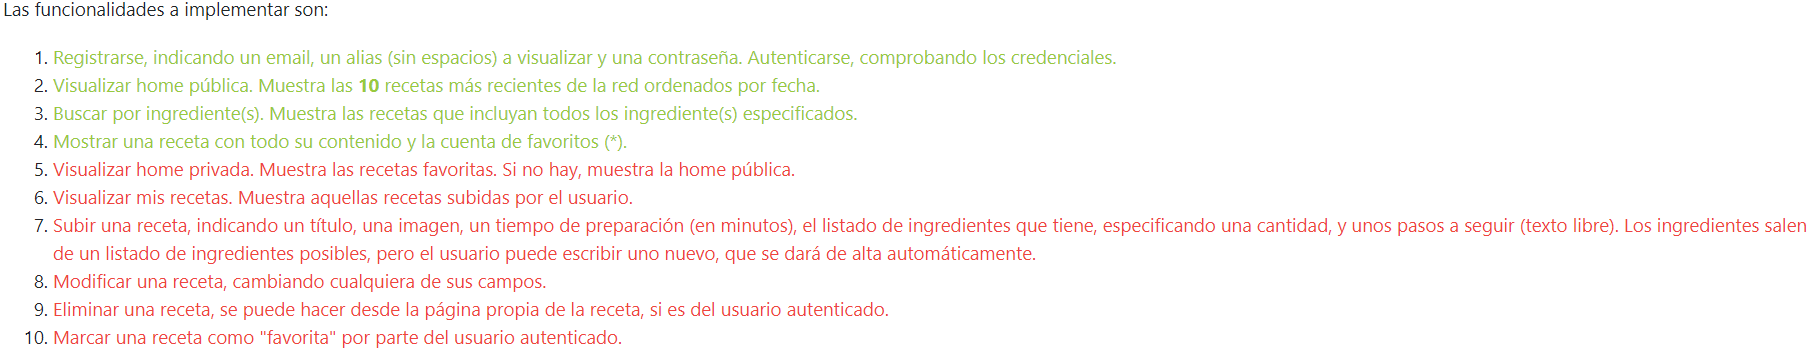 Las funcionalidades a implementar son:
1. Registrarse, indicando un email, un alias (sin espacios) a visualizar y una contraseña. Autenticarse, comprobando los credenciales.
2. Visualizar home pública. Muestra las 10 recetas más recientes de la red ordenados por fecha.
3. Buscar por ingrediente(s). Muestra las recetas que incluyan todos los ingrediente(s) especificados.
4. Mostrar una receta con todo su contenido y la cuenta de favoritos (*).
5. Visualizar home privada. Muestra las recetas favoritas. Si no hay, muestra la home pública.
6. Visualizar mis recetas. Muestra aquellas recetas subidas por el usuario.
7. Subir una receta, indicando un título, una imagen, un tiempo de preparación (en minutos), el listado de ingredientes que tiene, especificando una cantidad, y unos pasos a seguir (texto libre). Los ingredientes salen
de un listado de ingredientes posibles, pero el usuario puede escribir uno nuevo, que se dará de alta automáticamente.
8. Modificar una receta, cambiando cualquiera de sus campos.
9. Eliminar una receta, se puede hacer desde la página propia de la receta, si es del usuario autenticado.
10. Marcar una receta como "favorita" por parte del usuario autenticado.